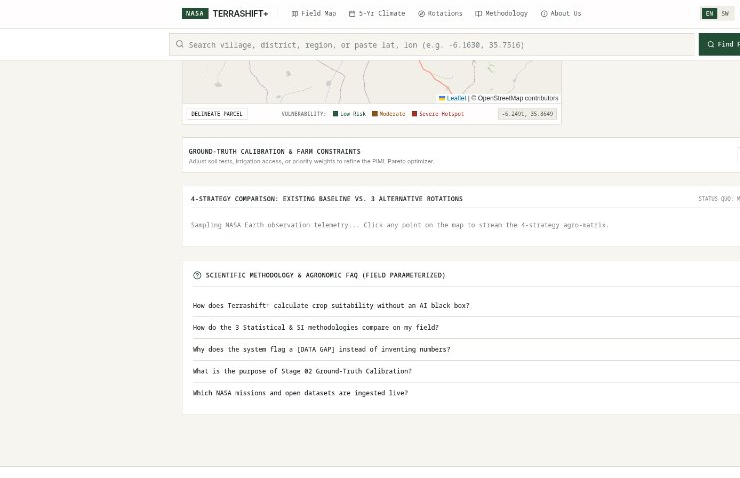 NASA TERRASHIFT+ Field Map 5-Yr Climate Rotations Methodology About Us EN SW
Search village, district, region, or paste lat, lon (e.g. -6.1630, 35.7516) Find
Leaflet | © OpenStreetMap contributors
DELINEATE PARCEL VULNERABILITY: Low Risk Moderate Severe Hotspot -6.2491, 35.8649
GROUND-TRUTH CALIBRATION & FARM CONSTRAINTS
Adjust soil tests, irrigation access, or priority weights to refine the PIML Pareto optimizer.
4-STRATEGY COMPARISON: EXISTING BASELINE VS. 3 ALTERNATIVE ROTATIONS STATUS QUO:
Sampling NASA Earth observation telemetry... Click any point on the map to stream the 4-strategy agro-matrix.
SCIENTIFIC METHODOLOGY & AGRONOMIC FAQ (FIELD PARAMETERIZED)
How does Terrashift+ calculate crop suitability without an AI black box?
How do the 3 Statistical & SI methodologies compare on my field?
Why does the system flag a [DATA GAP] instead of inventing numbers?
What is the purpose of Stage 02 Ground-Truth Calibration?
Which NASA missions and open datasets are ingested live?